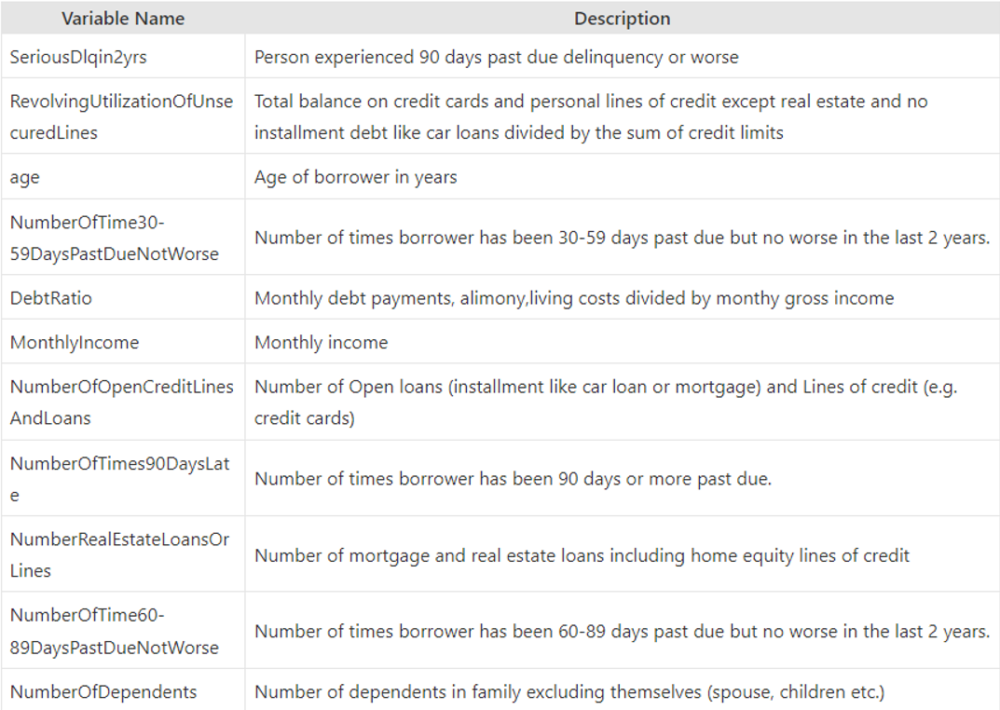 Variable Name Description
SeriousDlqin2yrs Person experienced 90 days past due delinquency or worse
RevolvingUtilizationOfUnse Total balance on credit cards and personal lines of credit except real estate and no
curedLines installment debt like car loans divided by the sum of credit limits
age Age of borrower in years
NumberOfTime30-
59DaysPastDueNotWorse Number of times borrower has been 30-59 days past due but no worse in the last 2 years.
DebtRatio Monthly debt payments, alimony,living costs divided by monthy gross income
MonthlyIncome Monthly income
NumberOfOpenCreditLines Number of Open loans (installment like car loan or mortgage) and Lines of credit (e.g.
AndLoans credit cards)
NumberOfTimes90DaysLat
e Number of times borrower has been 90 days or more past due.
NumberRealEstateLoansOr
Lines Number of mortgage and real estate loans including home equity lines of credit
NumberOfTime60-
89DaysPastDueNotWorse Number of times borrower has been 60-89 days past due but no worse in the last 2 years.
NumberOfDependents Number of dependents in family excluding themselves (spouse, children etc.)